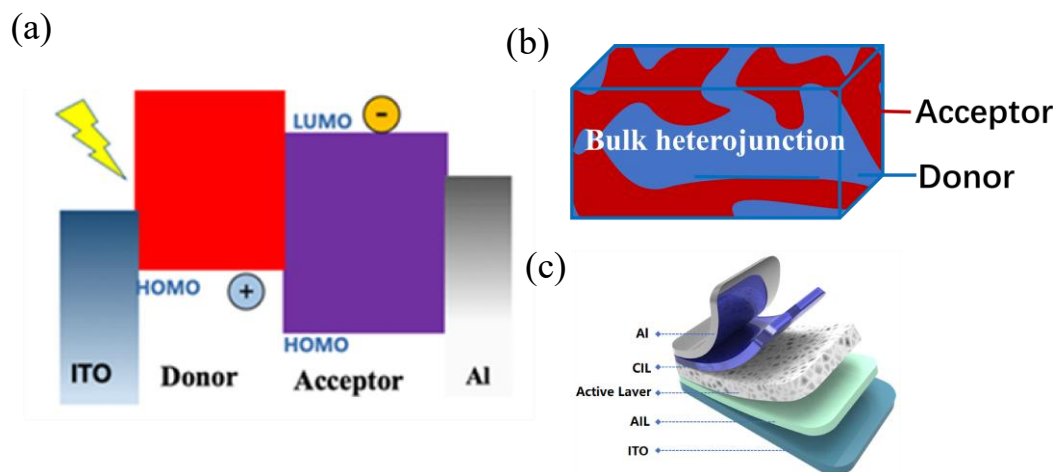 (a)
LUMO
−
HOMO
+
HOMO
ITO
Donor
Acceptor
Al
(b)
Bulk heterojunction
Acceptor
Donor
(c)
Al
CIL
Active Layer
AIL
ITO